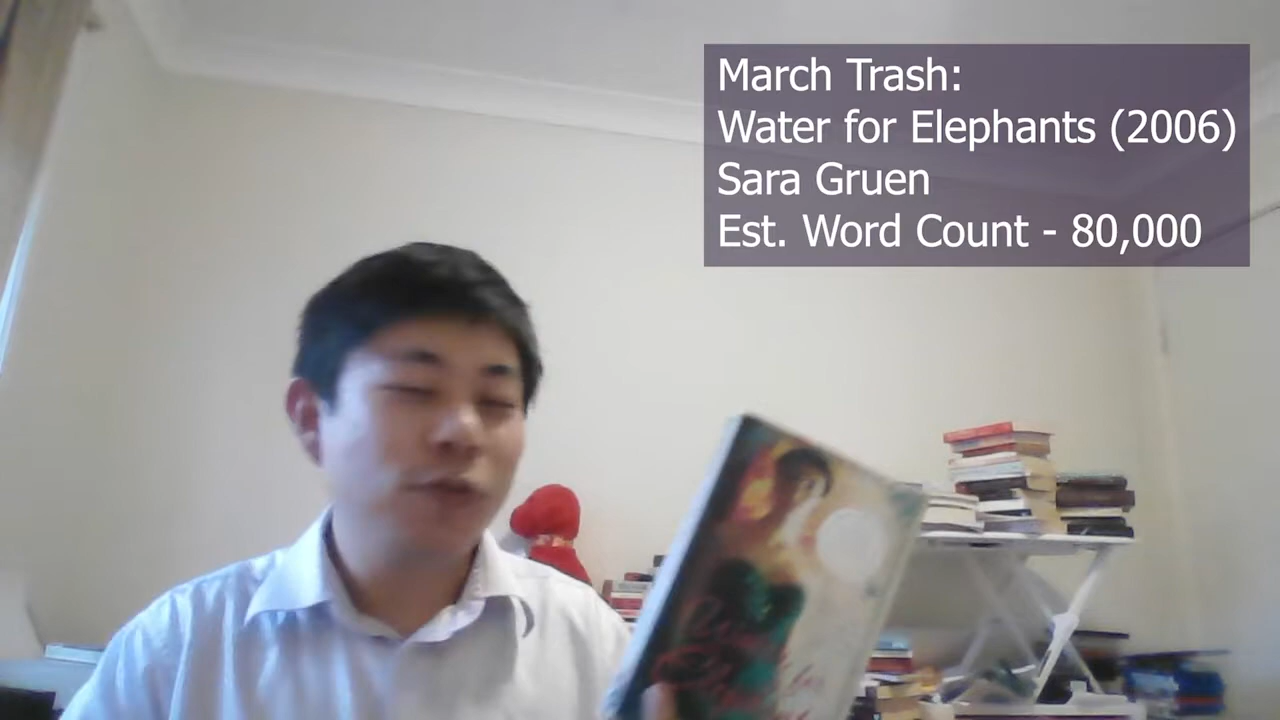 March Trash:
Water for Elephants (2006)
Sara Gruen
Est. Word Count - 80,000